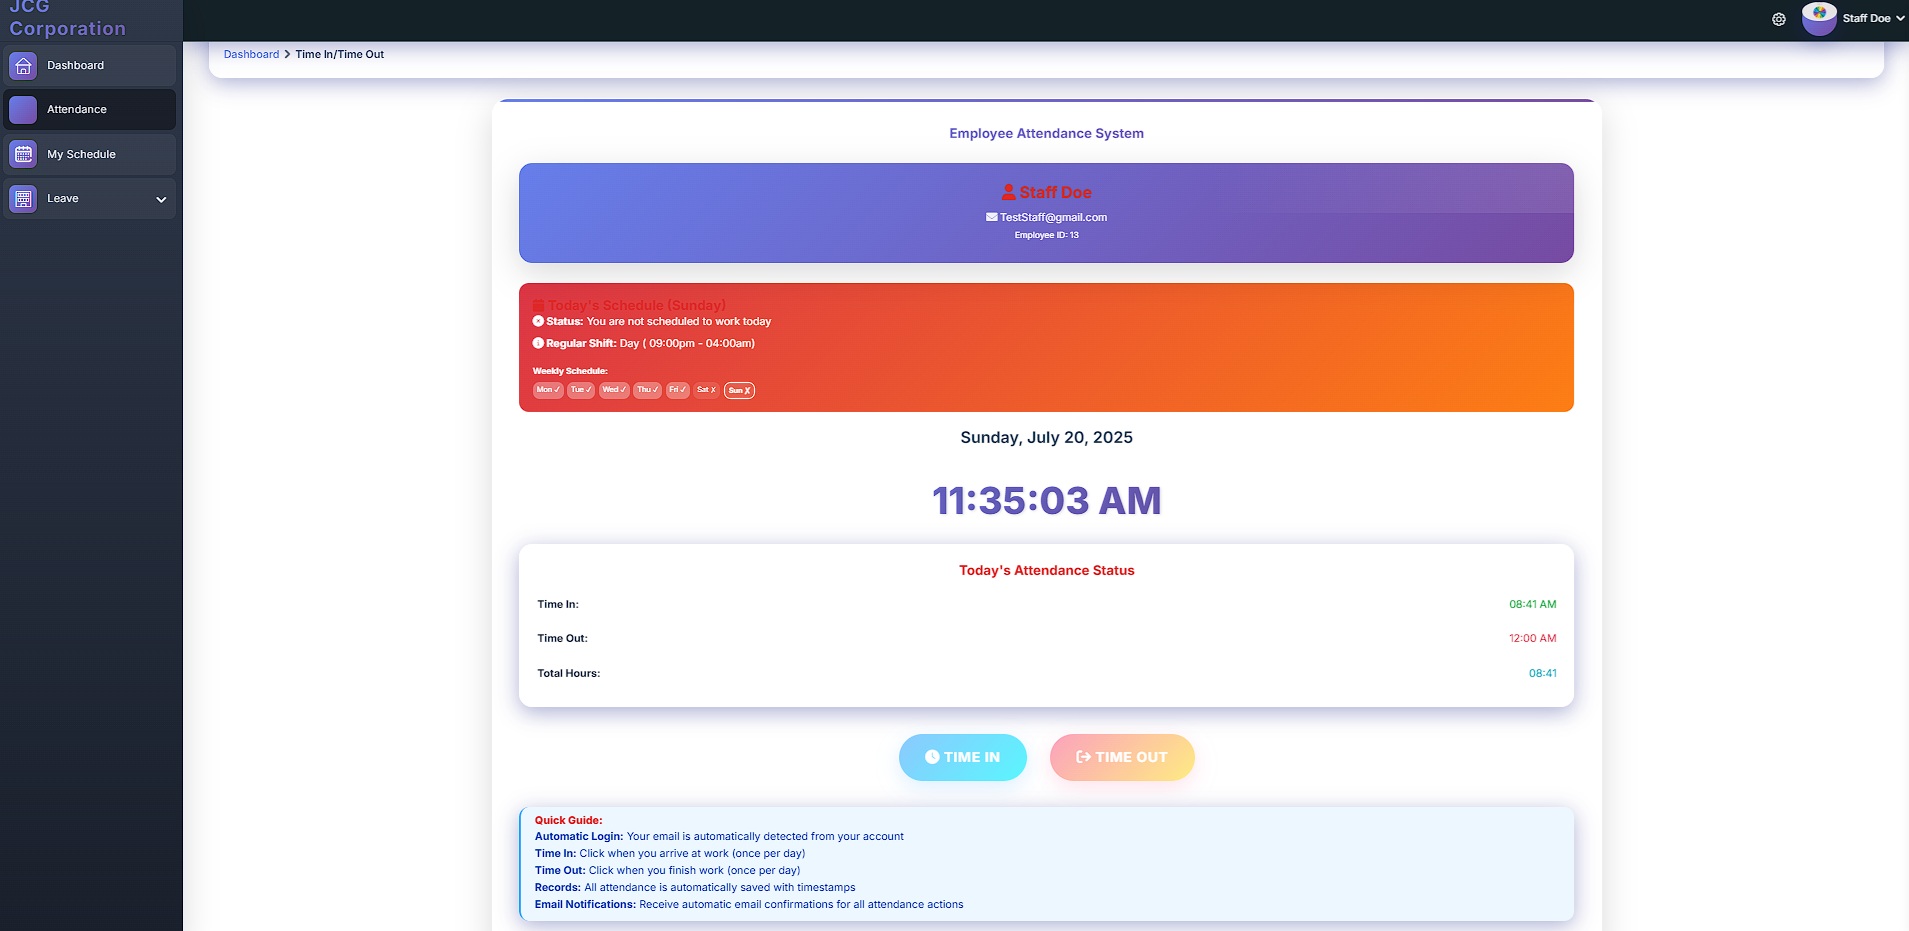 JCG
Corporation
Staff Doe
Dashboard
Attendance
My Schedule
Leave
Dashboard > Time In/Time Out
Employee Attendance System
Staff Doe
TestStaff@gmail.com
Employee ID: 13
Today's Schedule (Sunday)
Status: You are not scheduled to work today
Regular Shift: Day ( 09:00pm - 04:00am)
Weekly Schedule:
Mon ✓ Tue ✓ Wed ✓ Thu ✓ Fri ✓ Sat ✗ Sun ✗
Sunday, July 20, 2025
11:35:03 AM
Today's Attendance Status
Time In: 08:41 AM
Time Out: 12:00 AM
Total Hours: 08:41
TIME IN TIME OUT
Quick Guide:
Automatic Login: Your email is automatically detected from your account
Time In: Click when you arrive at work (once per day)
Time Out: Click when you finish work (once per day)
Records: All attendance is automatically saved with timestamps
Email Notifications: Receive automatic email confirmations for all attendance actions